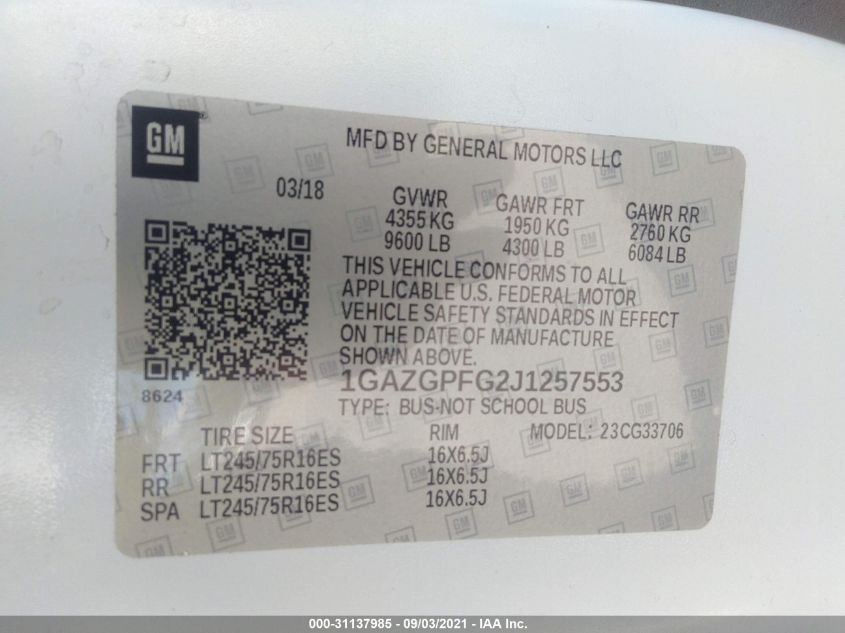 GM
MFD BY GENERAL MOTORS LLC
03/18
GVWR GAWR FRT GAWR RR
4355 KG 1950 KG 2760 KG
9600 LB 4300 LB 6084 LB
THIS VEHICLE CONFORMS TO ALL
APPLICABLE U.S. FEDERAL MOTOR
VEHICLE SAFETY STANDARDS IN EFFECT
ON THE DATE OF MANUFACTURE
SHOWN ABOVE.
8624
1GAZGPFG2J1257553
TYPE: BUS-NOT SCHOOL BUS
TIRE SIZE RIM MODEL: 23CG33706
FRT LT245/75R16ES 16X6.5J
RR LT245/75R16ES 16X6.5J
SPA LT245/75R16ES 16X6.5J
000-31137985 - 09/03/2021 - IAA Inc.